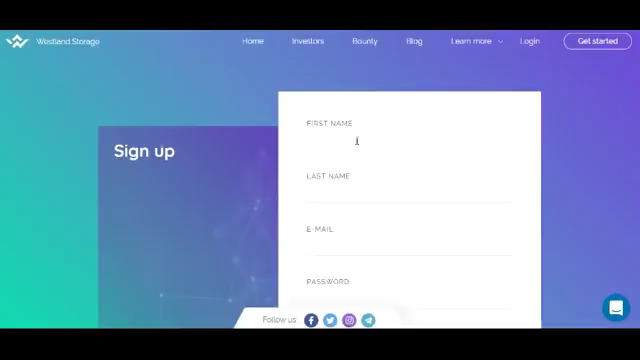 Westland Storage
Home Investors Bounty Blog Learn more Login Get started
Sign up
FIRST NAME
LAST NAME
E-MAIL
PASSWORD
Follow us